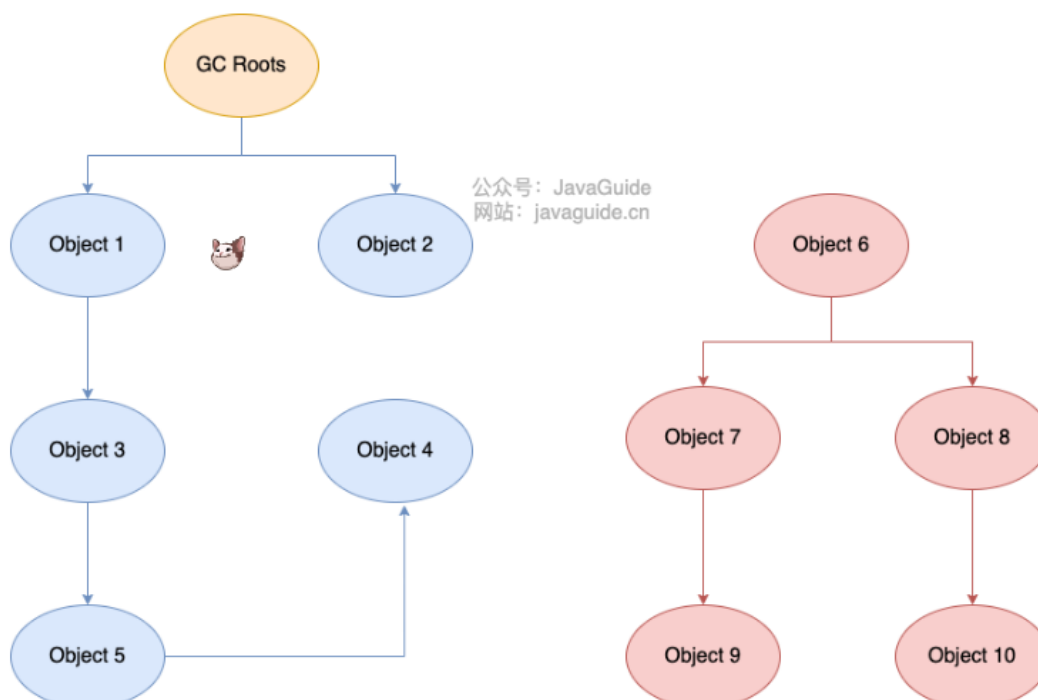 GC Roots
公众号：JavaGuide
网站：javaguide.cn
Object 1
Object 2
Object 6
Object 3
Object 4
Object 7
Object 8
Object 5
Object 9
Object 10